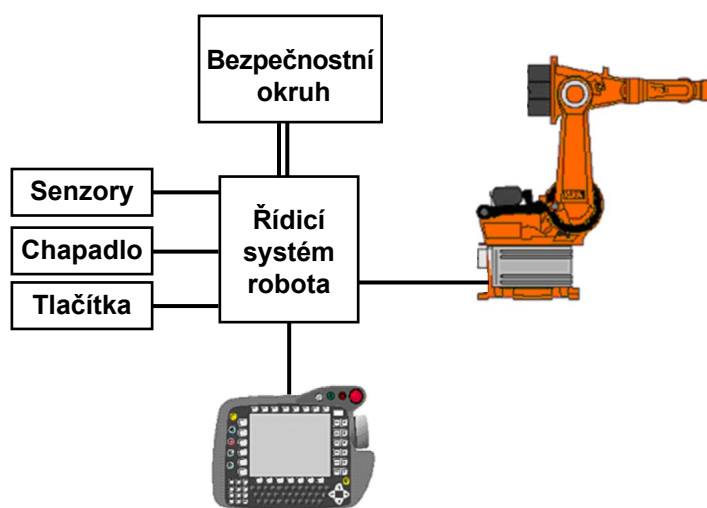 Bezpečnostní
okruh
Senzory
Chapadlo
Tlačítka
Řídicí
systém
robota